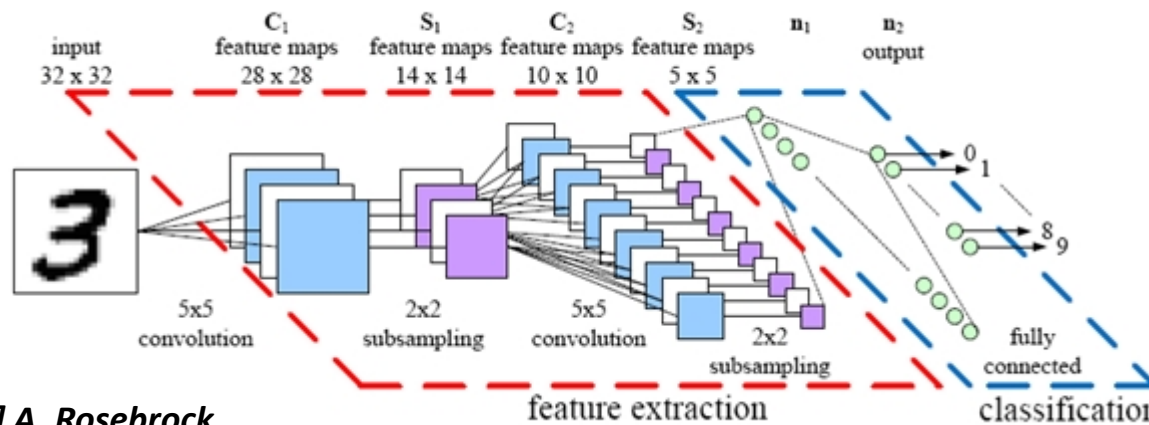 input
32 x 32
C₁
feature maps
28 x 28
S₁
feature maps
14 x 14
C₂
feature maps
10 x 10
S₂
feature maps
5 x 5
n₁
n₂
output
3
0
1
8
9
5x5
convolution
2x2
subsampling
5x5
convolution
2x2
subsampling
fully
connected
feature extraction
classification
] A. Rosebrock